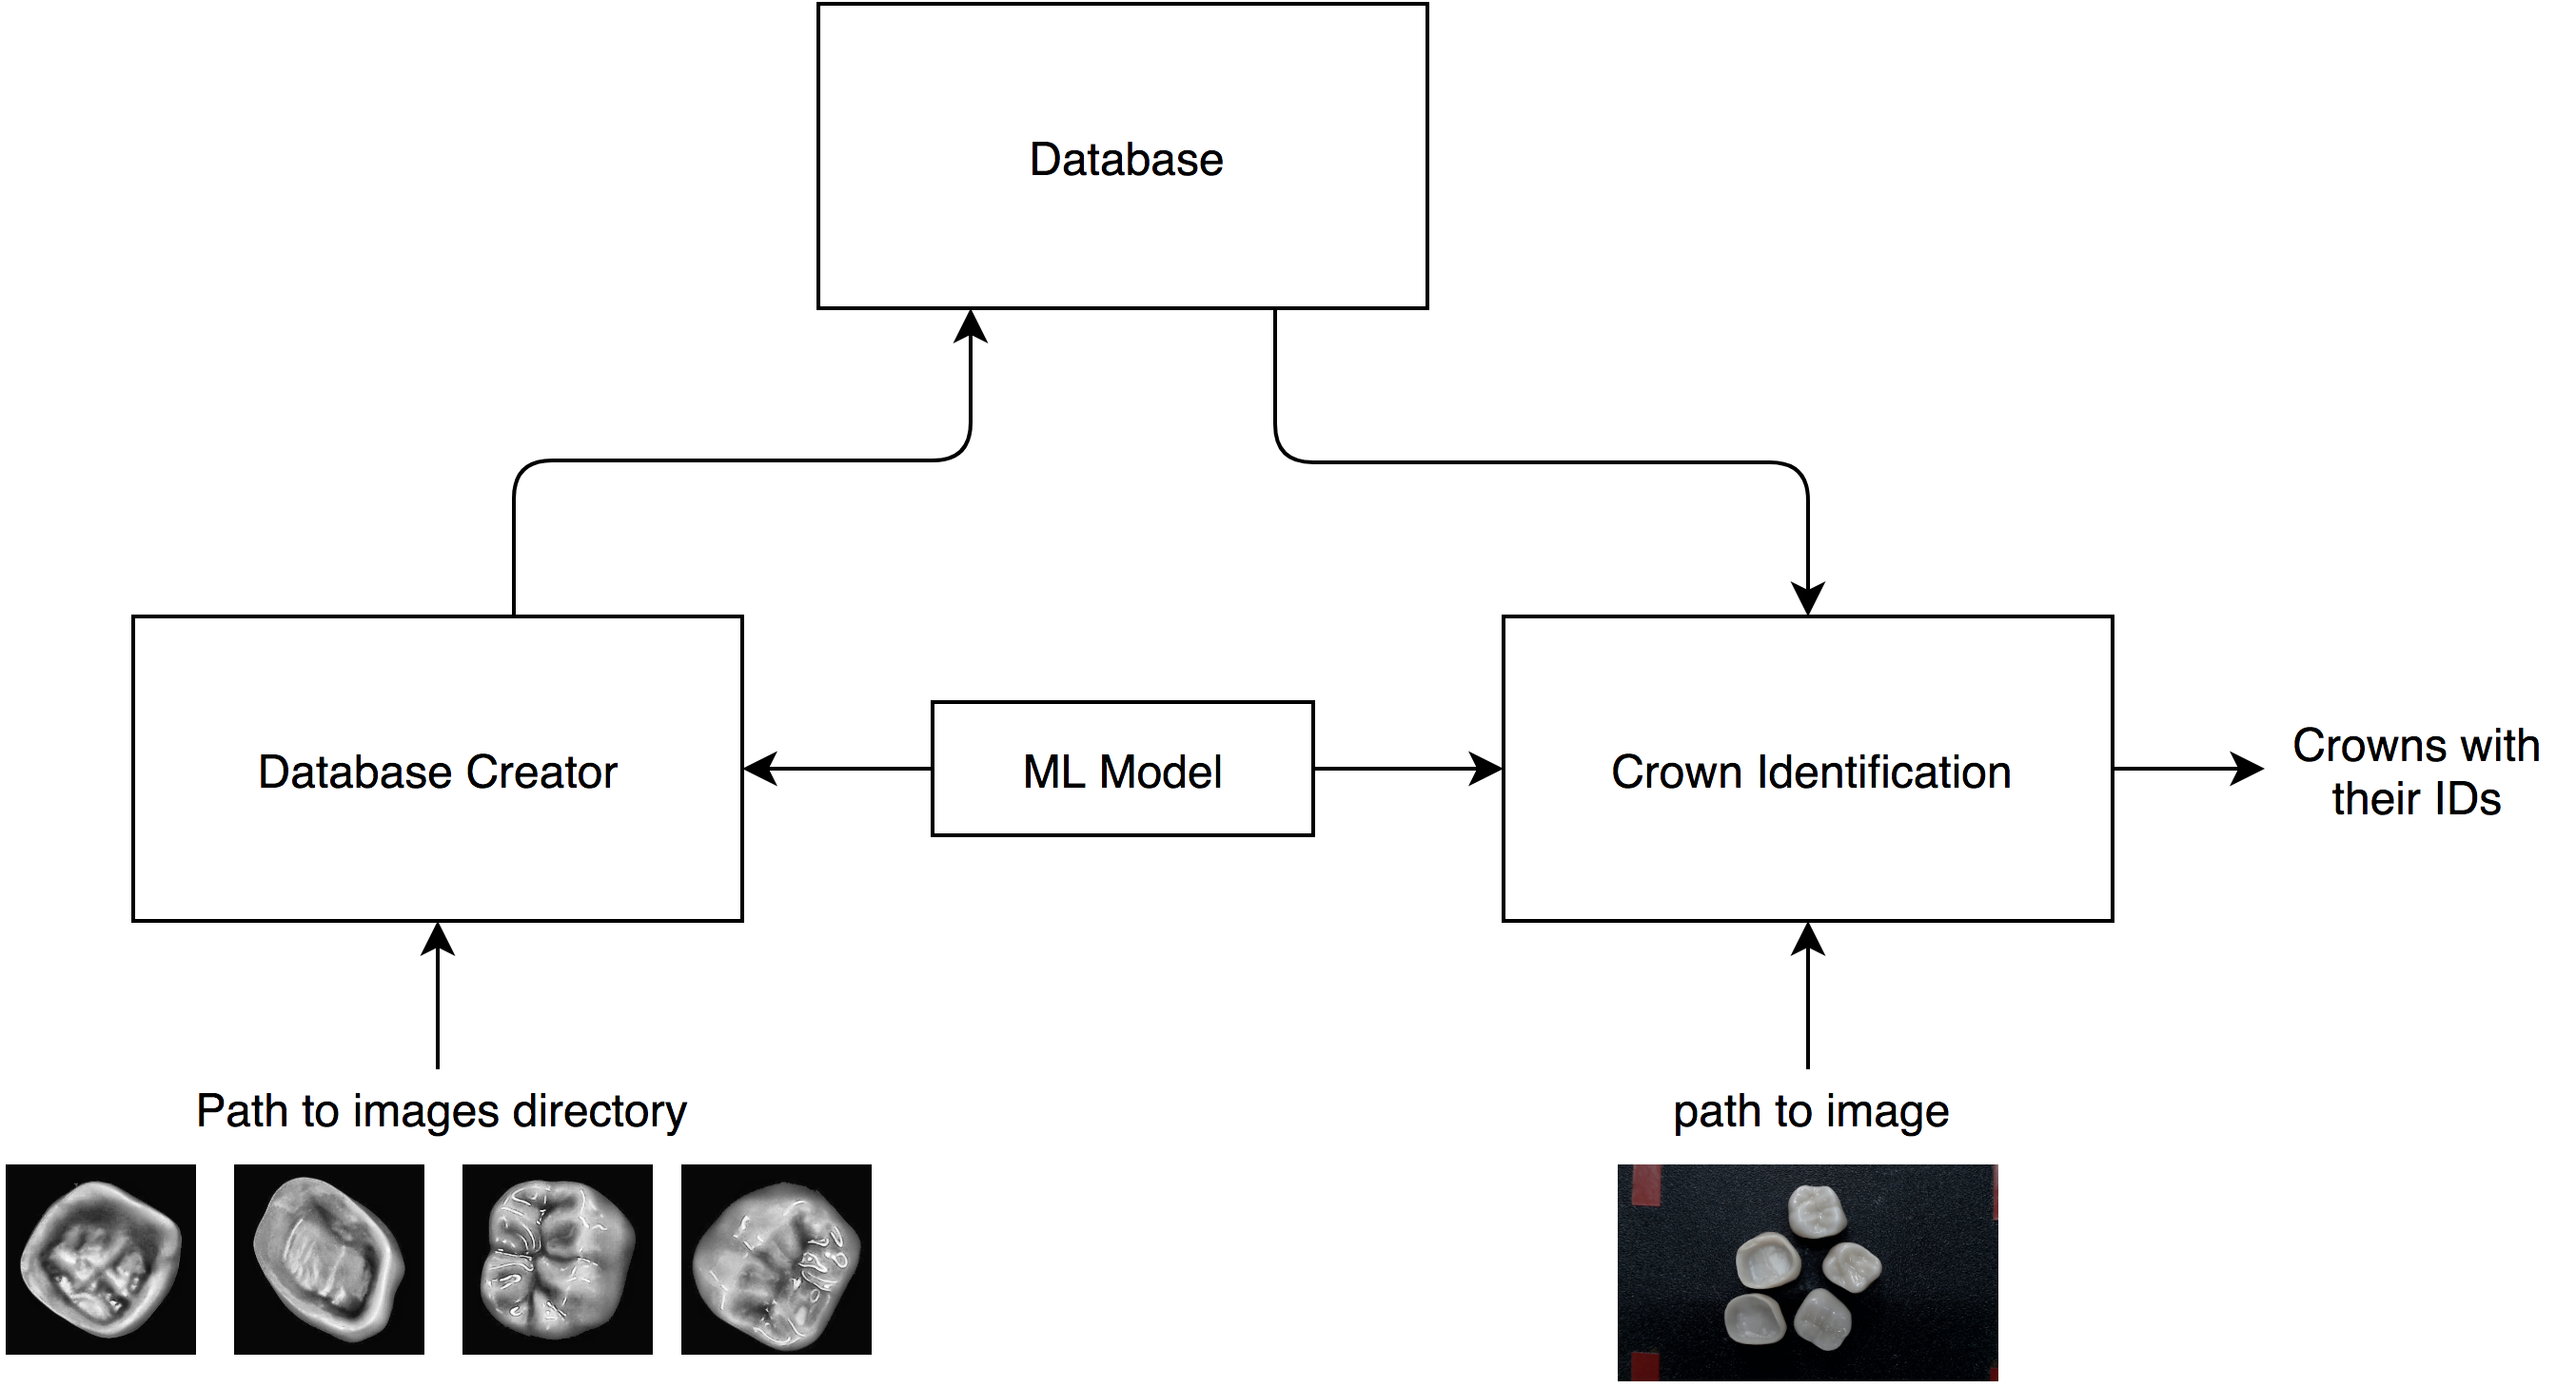 Database
Database Creator
ML Model
Crown Identification
Crowns with
their IDs
Path to images directory
path to image